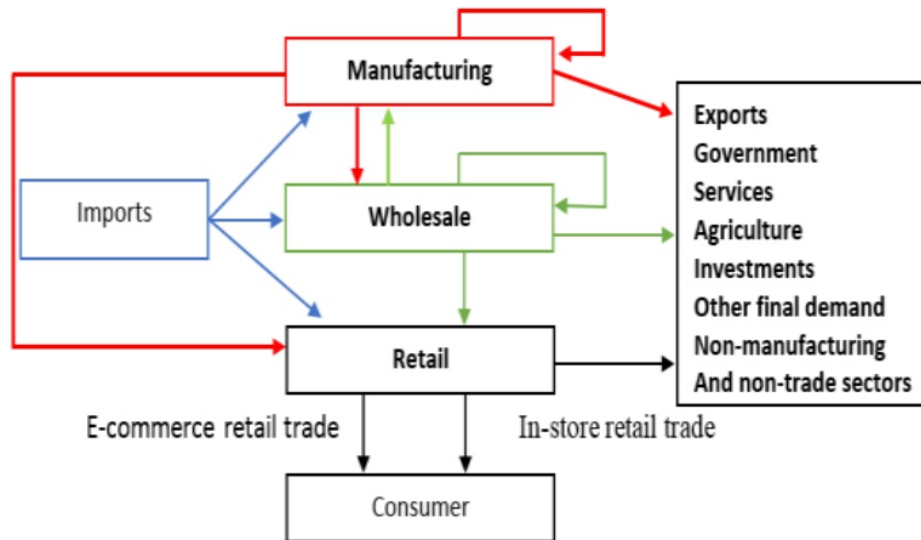 Manufacturing
Exports
Government
Services
Imports
Wholesale
Agriculture
Investments
Other final demand
Retail
Non-manufacturing
And non-trade sectors
E-commerce retail trade
In-store retail trade
Consumer